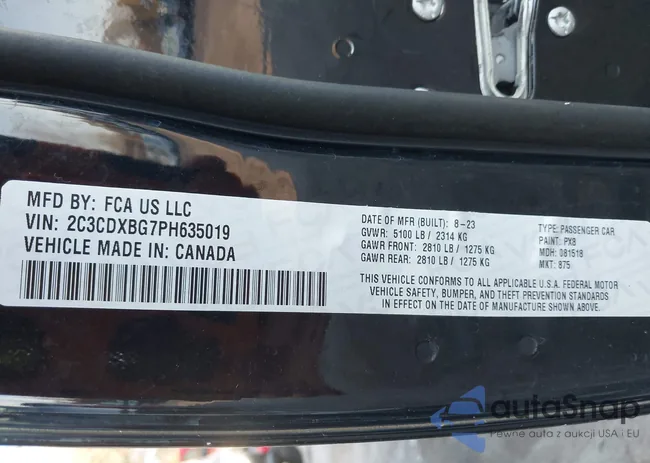 MFD BY: FCA US LLC
VIN: 2C3CDXBG7PH635019
VEHICLE MADE IN: CANADA
DATE OF MFR (BUILT): 8-23
GVWR: 5100 LB / 2314 KG
GAWR FRONT: 2810 LB / 1275 KG
GAWR REAR: 2810 LB / 1275 KG
TYPE: PASSENGER CAR
PAINT: PX8
MDH: 081518
MKT: 875
THIS VEHICLE CONFORMS TO ALL APPLICABLE U.S.A. FEDERAL MOTOR
VEHICLE SAFETY, BUMPER, AND THEFT PREVENTION STANDARDS
IN EFFECT ON THE DATE OF MANUFACTURE SHOWN ABOVE.
autoSnap
Pewne auta z aukcji USA i EU